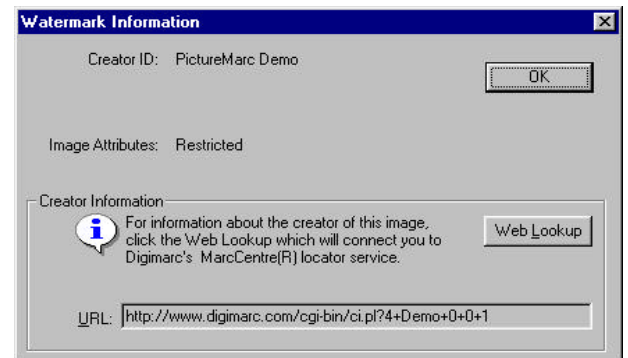 Watermark Information
Creator ID: PictureMarc Demo
OK
Image Attributes: Restricted
Creator Information
For information about the creator of this image,
click the Web Lookup which will connect you to
Digimarc's MarcCentre(R) locator service.
Web Lookup
URL: http://www.digimarc.com/cgi-bin/ci.pl?4+Demo+0+0+1